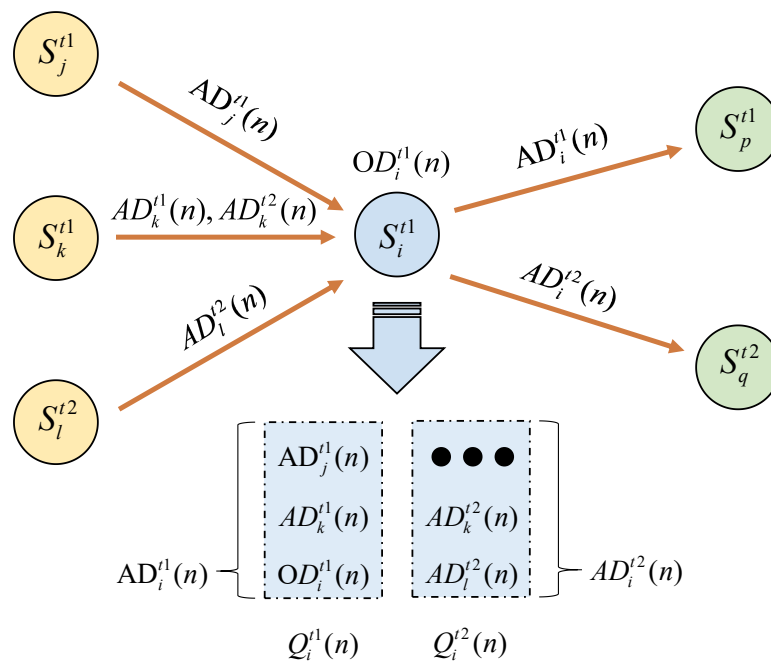 S_j^{t1}
AD_j^{t1}(n)
AD_i^{t1}(n)
S_p^{t1}
OD_i^{t1}(n)
S_k^{t1}
AD_k^{t1}(n), AD_k^{t2}(n)
S_i^{t1}
AD_l^{t2}(n)
AD_i^{t2}(n)
S_q^{t2}
S_l^{t2}
AD_j^{t1}(n)
●●●
AD_k^{t1}(n)
AD_k^{t2}(n)
AD_i^{t1}(n)
OD_i^{t1}(n)
AD_l^{t2}(n)
AD_i^{t2}(n)
Q_i^{t1}(n)
Q_i^{t2}(n)